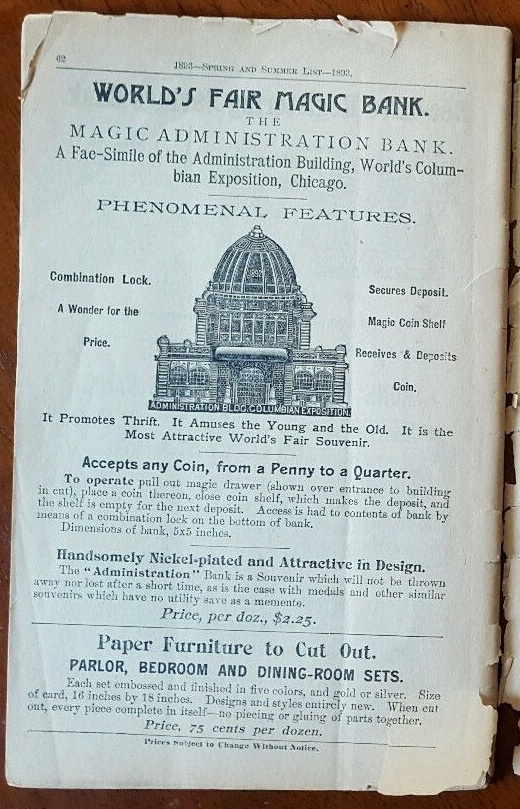 62
1893—Spring and Summer List—1893.
WORLD'S FAIR MAGIC BANK.
THE
MAGIC ADMINISTRATION BANK.
A Fac-Simile of the Administration Building, World's Colum-
bian Exposition, Chicago.
PHENOMENAL FEATURES.
Combination Lock.
A Wonder for the
Price.
Secures Deposit.
Magic Coin Shelf
Receives & Deposits
Coin.
ADMINISTRATION BLDG. COLUMBIAN EXPOSITION.
It Promotes Thrift. It Amuses the Young and the Old. It is the
Most Attractive World's Fair Souvenir.
Accepts any Coin, from a Penny to a Quarter.
To operate pull out magic drawer (shown over entrance to building
in cut), place a coin thereon, close coin shelf, which makes the deposit, and
the shelf is empty for the next deposit. Access is had to contents of bank by
means of a combination lock on the bottom of bank.
Dimensions of bank, 5x5 inches.
Handsomely Nickel-plated and Attractive in Design.
The "Administration" Bank is a Souvenir which will not be thrown
away nor lost after a short time, as is the case with medals and other similar
souvenirs which have no utility save as a memento.
Price, per doz., $2.25.
Paper Furniture to Cut Out.
PARLOR, BEDROOM AND DINING-ROOM SETS.
Each set embossed and finished in five colors, and gold or silver. Size
of card, 16 inches by 18 inches. Designs and styles entirely new. When cut
out, every piece complete in itself—no piecing or gluing of parts together.
Price, 75 cents per dozen.
Prices Subject to Change Without Notice.